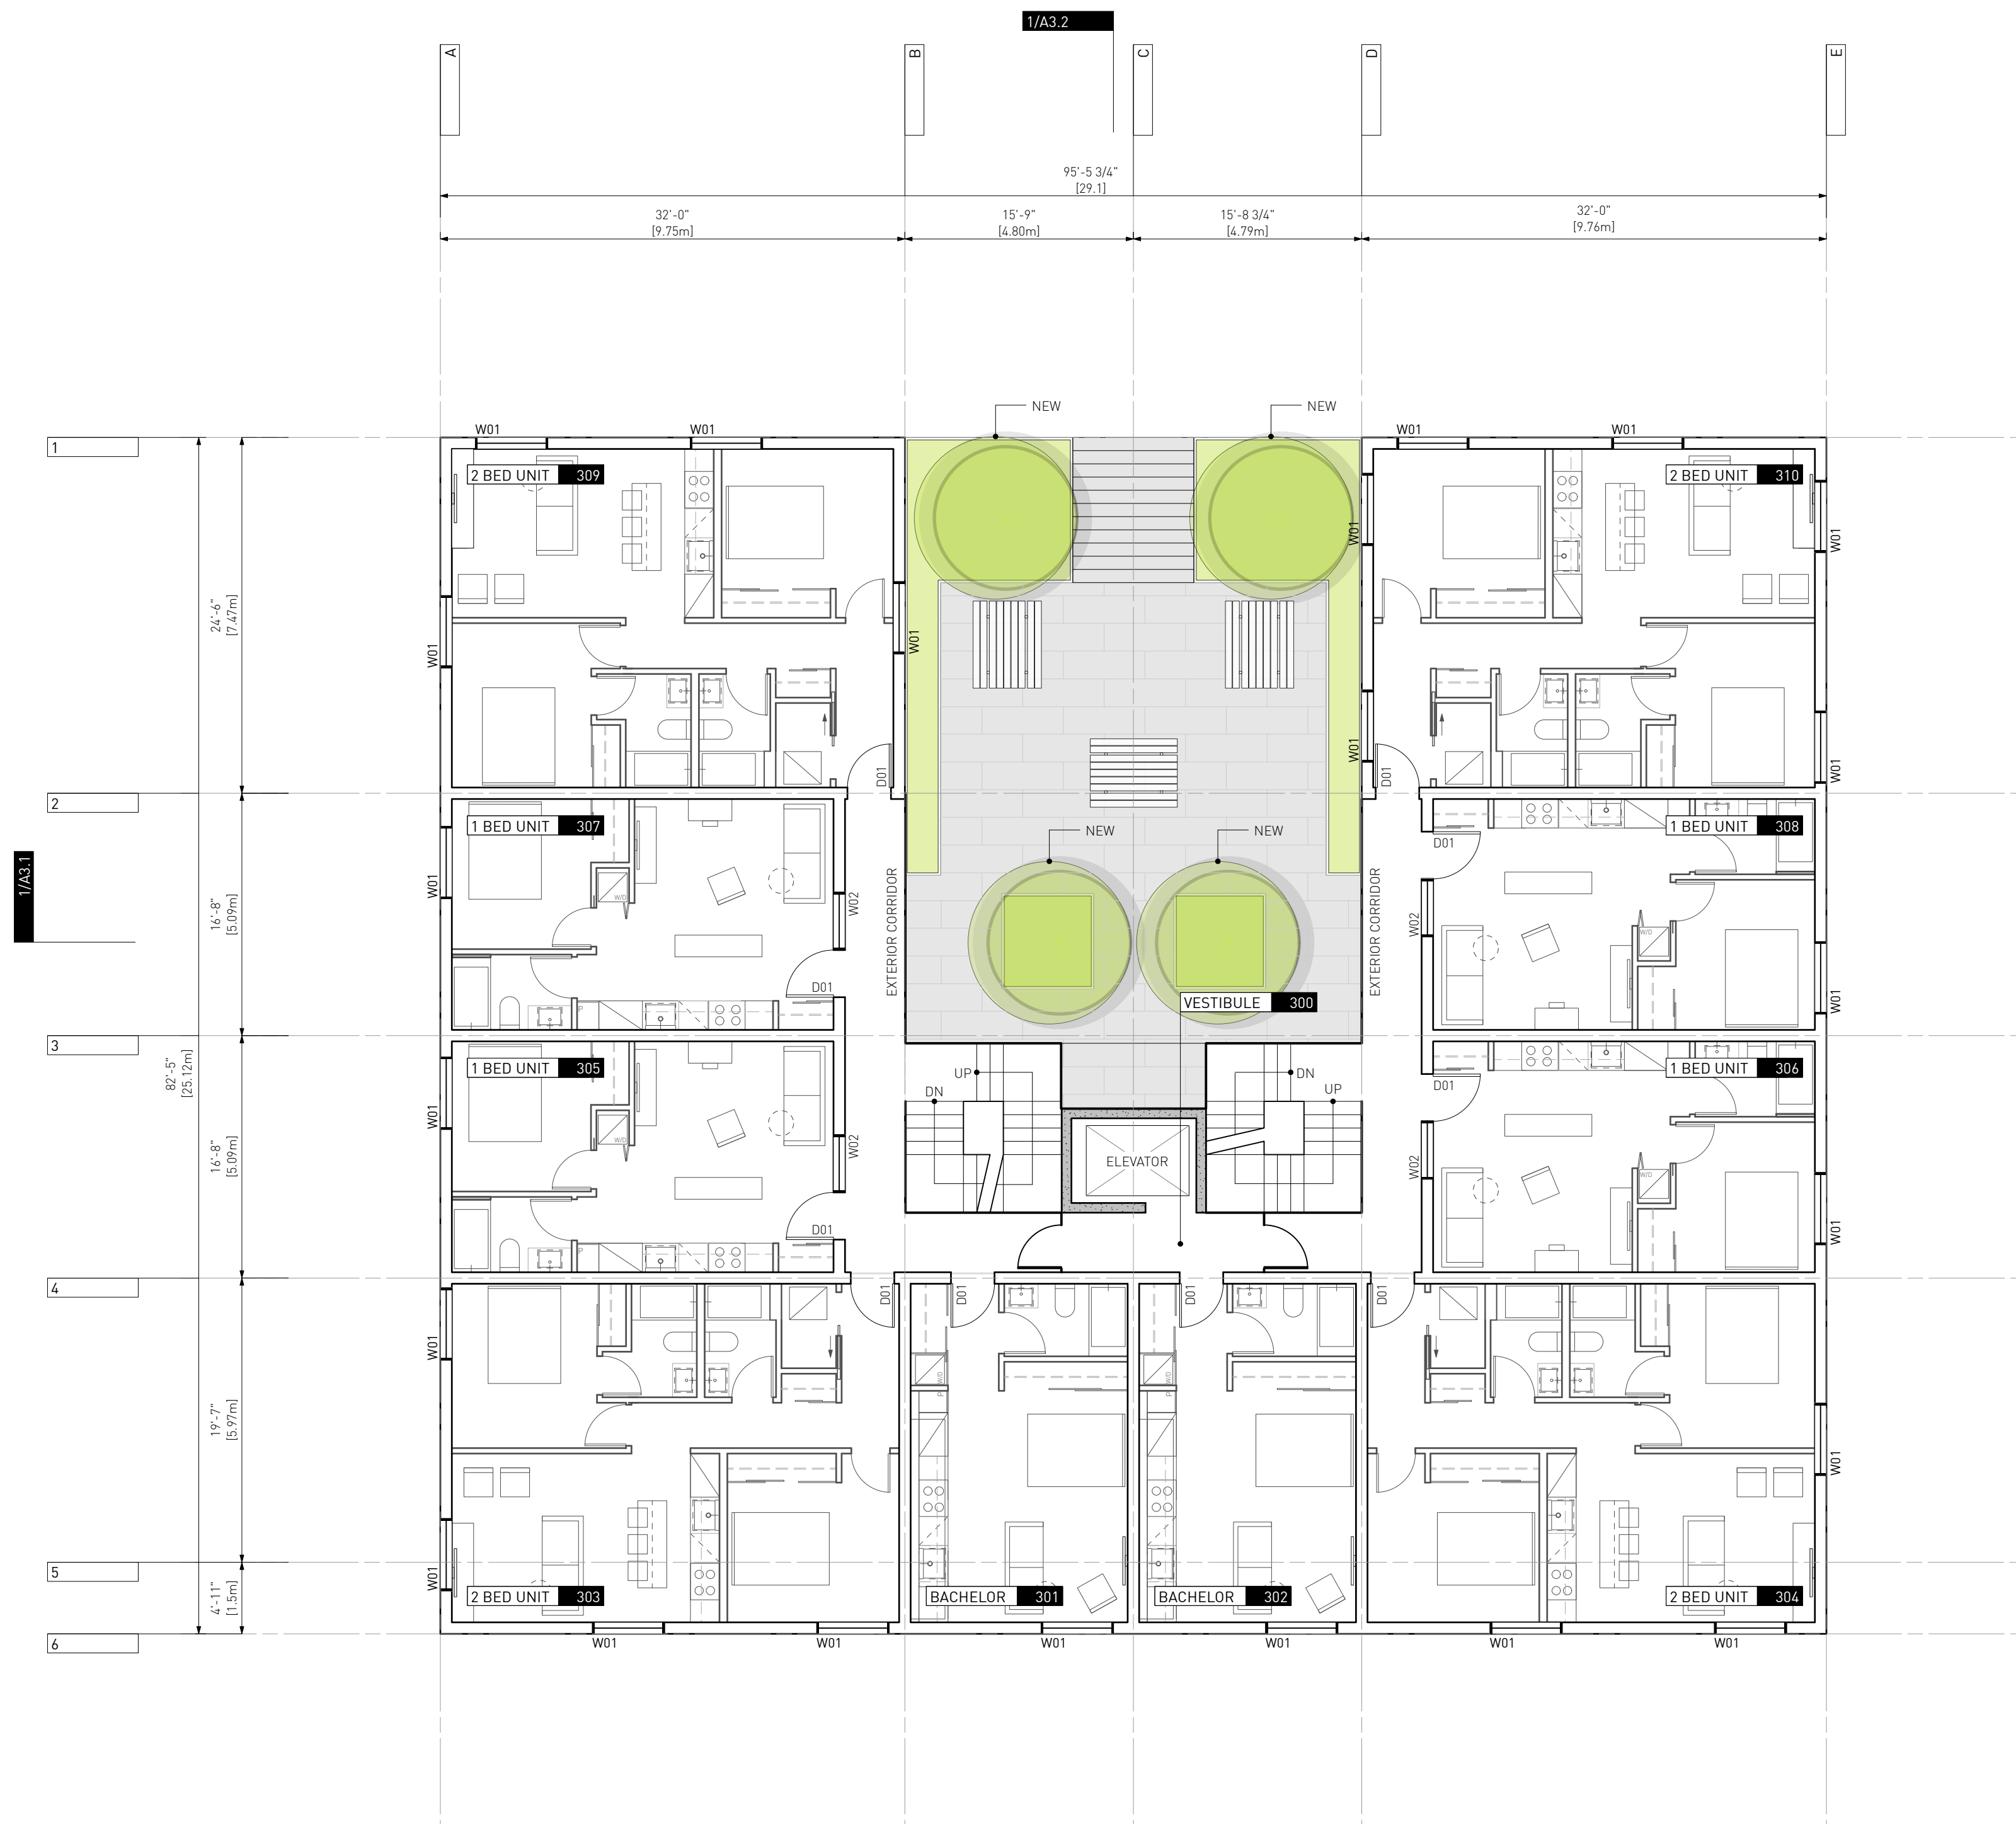 1/A3.2
A
B
C
D
E
95'-5 3/4"
[29.1]
32'-0"
[9.75m]
15'-9"
[4.80m]
15'-8 3/4"
[4.79m]
32'-0"
[9.76m]
NEW
NEW
1
W01
W01
W01
W01
2 BED UNIT 309
2 BED UNIT 310
W01
W01
24'-6"
[7.47m]
W01
W01
W01
W01
D01
D01
2
1 BED UNIT 307
NEW
NEW
1 BED UNIT 308
D01
1/A3.1
16'-8"
[5.09m]
W01
W/D
W02
EXTERIOR CORRIDOR
EXTERIOR CORRIDOR
W02
W/D
D01
VESTIBULE 300
W01
3
82'-5"
[25.12m]
1 BED UNIT 305
UP
DN
DN
UP
1 BED UNIT 306
D01
16'-8"
[5.09m]
W01
W/D
W02
ELEVATOR
W02
W/D
D01
W01
4
D01
D01
D01
D01
W01
W/D
W/D
P
P
19'-7"
[5.97m]
W01
5
4'-11"
[1.5m]
W01
2 BED UNIT 303
BACHELOR 301
BACHELOR 302
2 BED UNIT 304
6
W01
W01
W01
W01
W01
W01